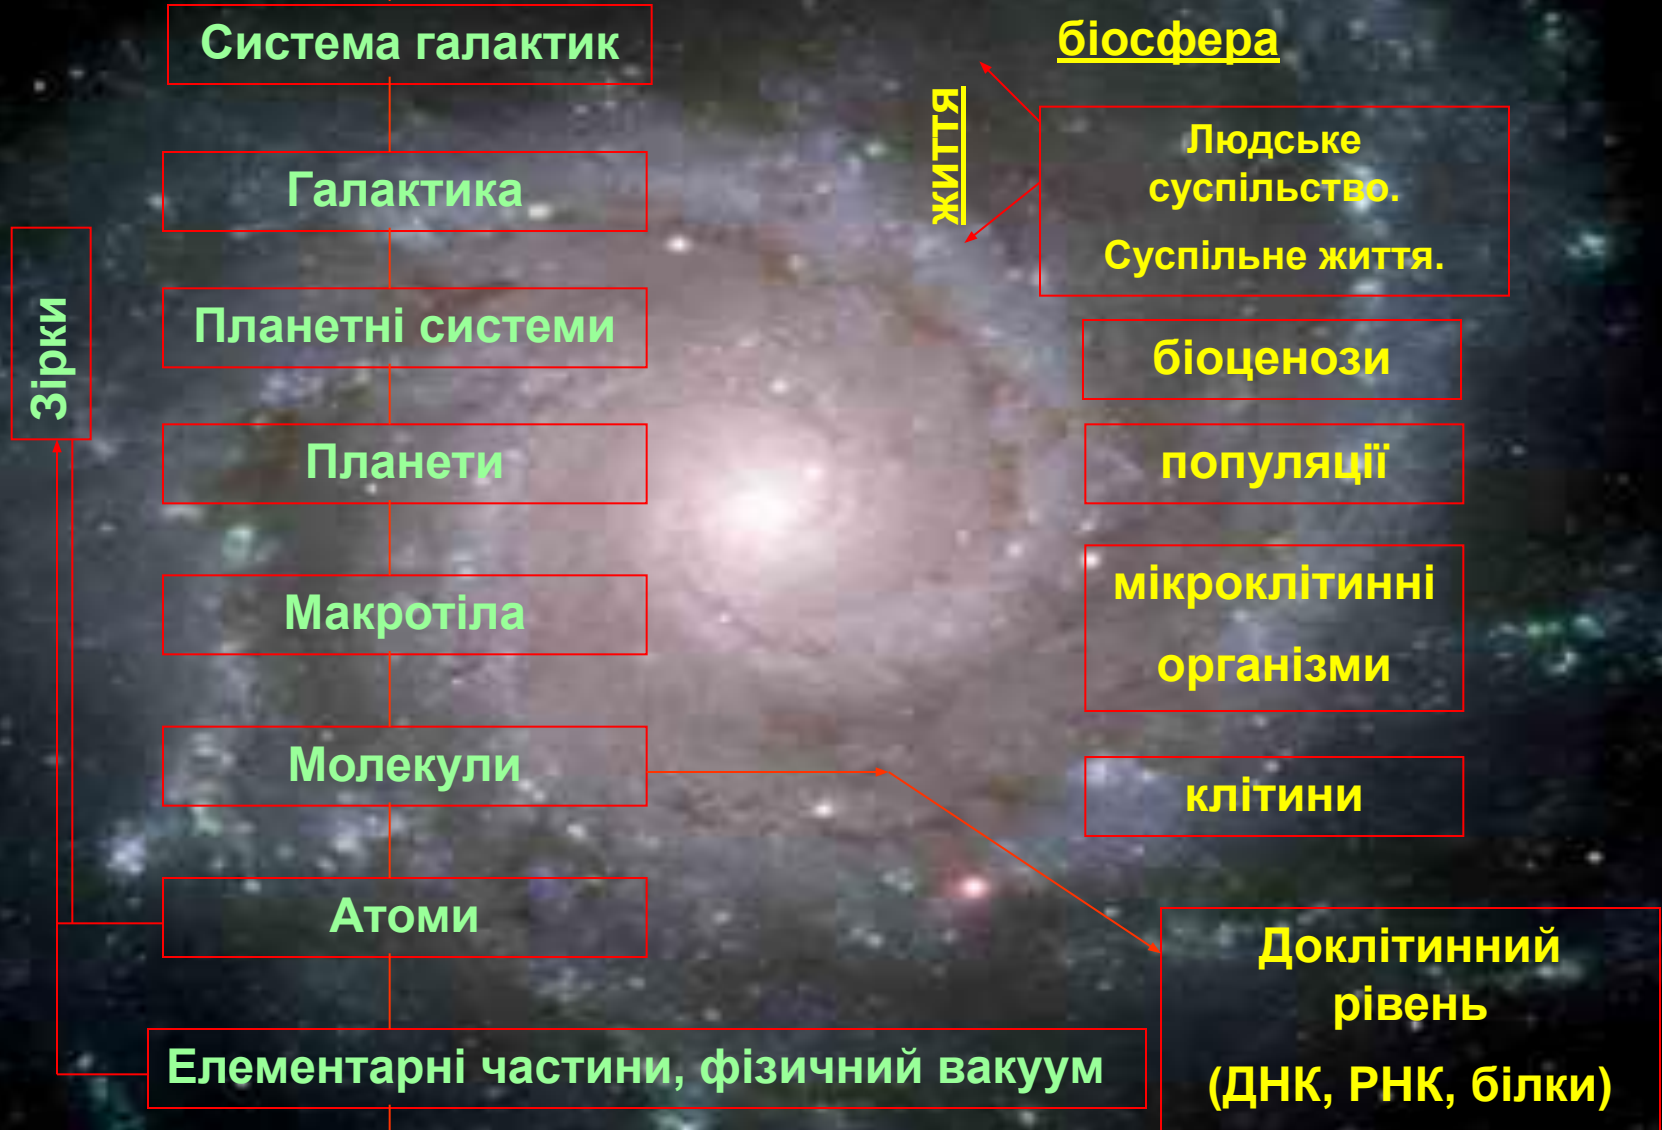 Система галактик
Галактика
Зірки
Планетні системи
Планети
Макротіла
Молекули
Атоми
Елементарні частини, фізичний вакуум
біосфера
життя
Людське
суспільство.
Суспільне життя.
біоценози
популяції
мікроклітинні
організми
клітини
Доклітинний
рівень
(ДНК, РНК, білки)